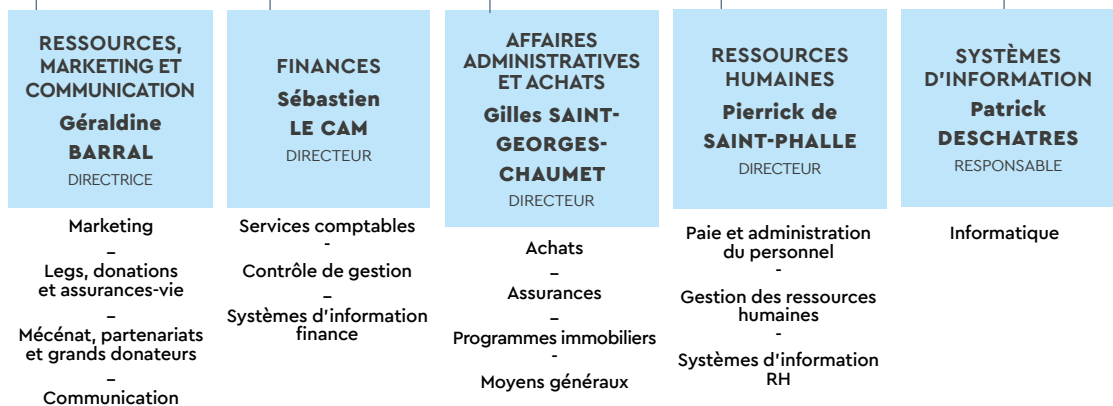 RESSOURCES,
MARKETING ET
COMMUNICATION
Géraldine
BARRAL
DIRECTRICE
Marketing
–
Legs, donations
et assurances-vie
–
Mécénat, partenariats
et grands donateurs
–
Communication
FINANCES
Sébastien
LE CAM
DIRECTEUR
Services comptables
-
Contrôle de gestion
–
Systèmes d'information
finance
AFFAIRES
ADMINISTRATIVES
ET ACHATS
Gilles SAINT-
GEORGES-
CHAUMET
DIRECTEUR
Achats
–
Assurances
–
Programmes immobiliers
-
Moyens généraux
RESSOURCES
HUMAINES
Pierrick de
SAINT-PHALLE
DIRECTEUR
Paie et administration
du personnel
-
Gestion des ressources
humaines
-
Systèmes d'information
RH
SYSTÈMES
D'INFORMATION
Patrick
DESCHATRES
RESPONSABLE
Informatique